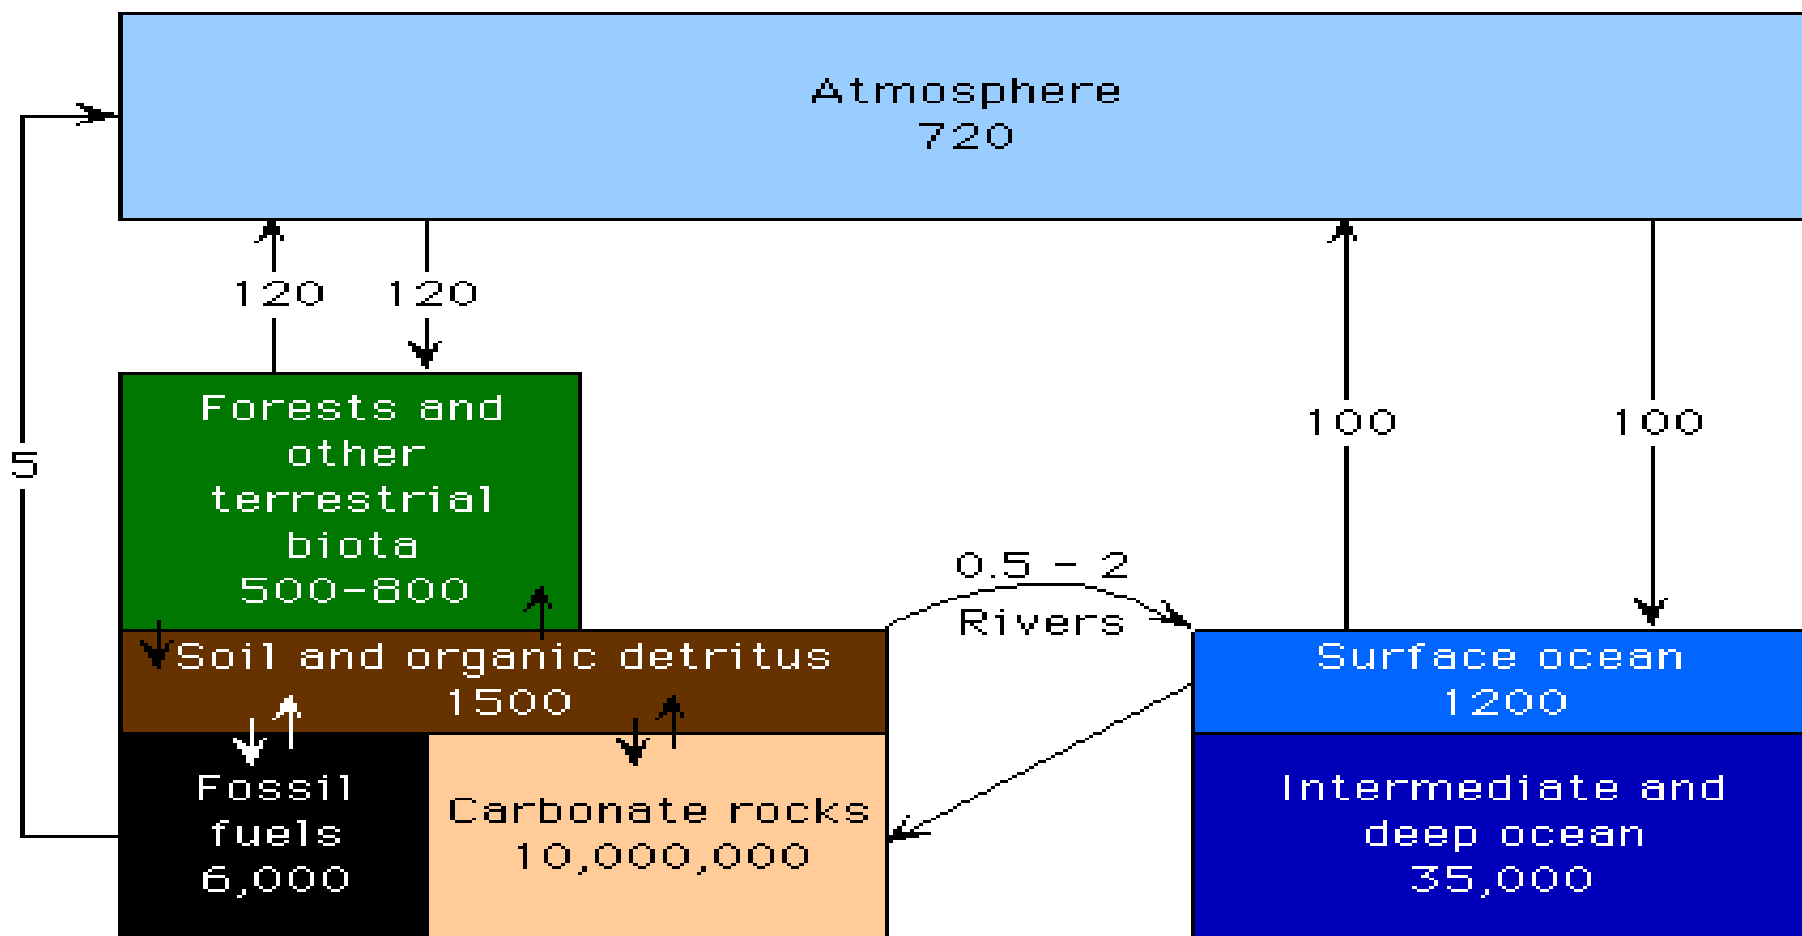 Atmosphere
720
120
120
Forests and
other
terrestrial
biota
500-800
5
100
100
0.5 - 2
Rivers
Soil and organic detritus
1500
Surface ocean
1200
Fossil
fuels
6,000
Carbonate rocks
10,000,000
Intermediate and
deep ocean
35,000